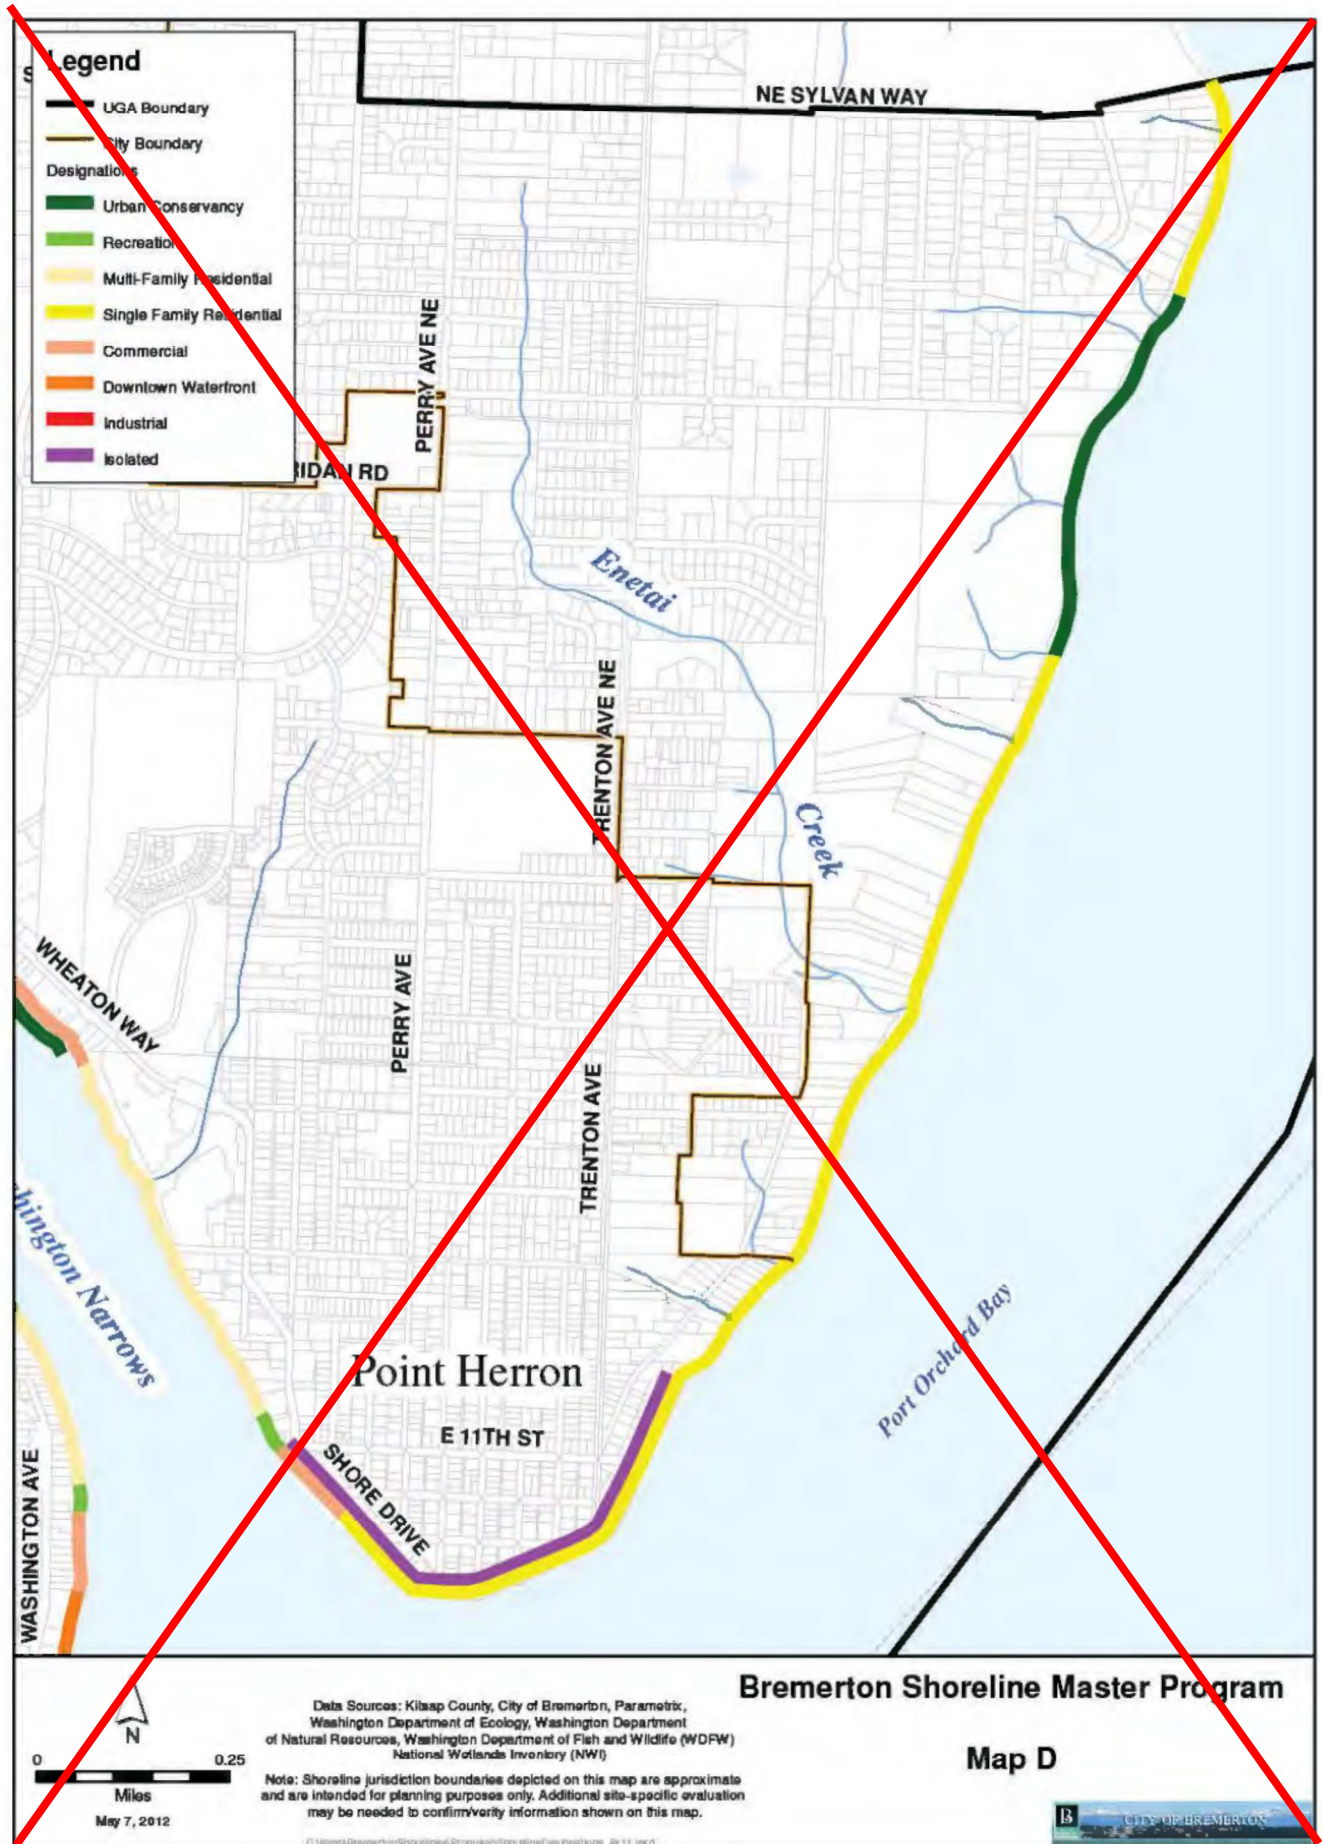 Legend
UGA Boundary
City Boundary
Designations
Urban Conservancy
Recreation
Multi-Family Residential
Single Family Residential
Commercial
Downtown Waterfront
Industrial
Isolated
NE SYLVAN WAY
PERRY AVE NE
RIDAN RD
Enetai
TRENTON AVE NE
Creek
WHEATON WAY
PERRY AVE
TRENTON AVE
hington Narrows
Port Orchard Bay
Point Herron
E 11TH ST
SHORE DRIVE
WASHINGTON AVE
N
0 0.25
Miles
May 7, 2012
Data Sources: Kitsap County, City of Bremerton, Parametrix,
Washington Department of Ecology, Washington Department
of Natural Resources, Washington Department of Fish and Wildlife (WDFW)
National Wetlands Inventory (NWI)
Note: Shoreline jurisdiction boundaries depicted on this map are approximate
and are intended for planning purposes only. Additional site-specific evaluation
may be needed to confirm/verity information shown on this map.
Bremerton Shoreline Master Program
Map D
B
CITY OF BREMERTON